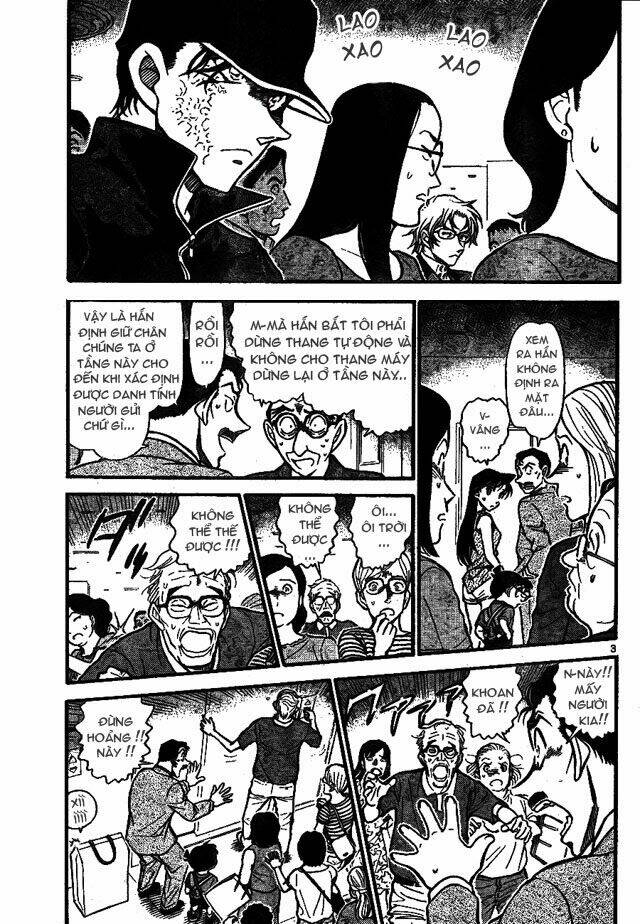 LAO
XAO
LAO
XAO
XEM
RA HẮN
KHÔNG
ĐỊNH RA
MẶT
ĐÂU...
V-
VÂNG
...
M-MÀ HẮN BẮT TÔI PHẢI
DỪNG THANG TỰ ĐỘNG VÀ
KHÔNG CHO THANG MÁY
DỪNG LẠI Ở TẦNG NÀY...
RỒI
RỒI
...
VẬY LÀ HẮN
ĐỊNH GIỮ CHÂN
CHÚNG TA Ở
TẦNG NÀY CHO
ĐẾN KHI XÁC ĐỊNH
ĐƯỢC DANH TÍNH
NGƯỜI GỬI
CHỨ GÌ...
ÔI...
ÔI TRỜI
...
KHÔNG
THỂ
ĐƯỢC
...
KHÔNG
THỂ THẾ
ĐƯỢC !!!
3
N-NÀY!!
MẤY
NGƯỜI
KIA!!
KHOAN
ĐÃ !!
ĐỪNG
HOẢNG !!
NÀY !!
XÌÌ
ÌÌÌÌ